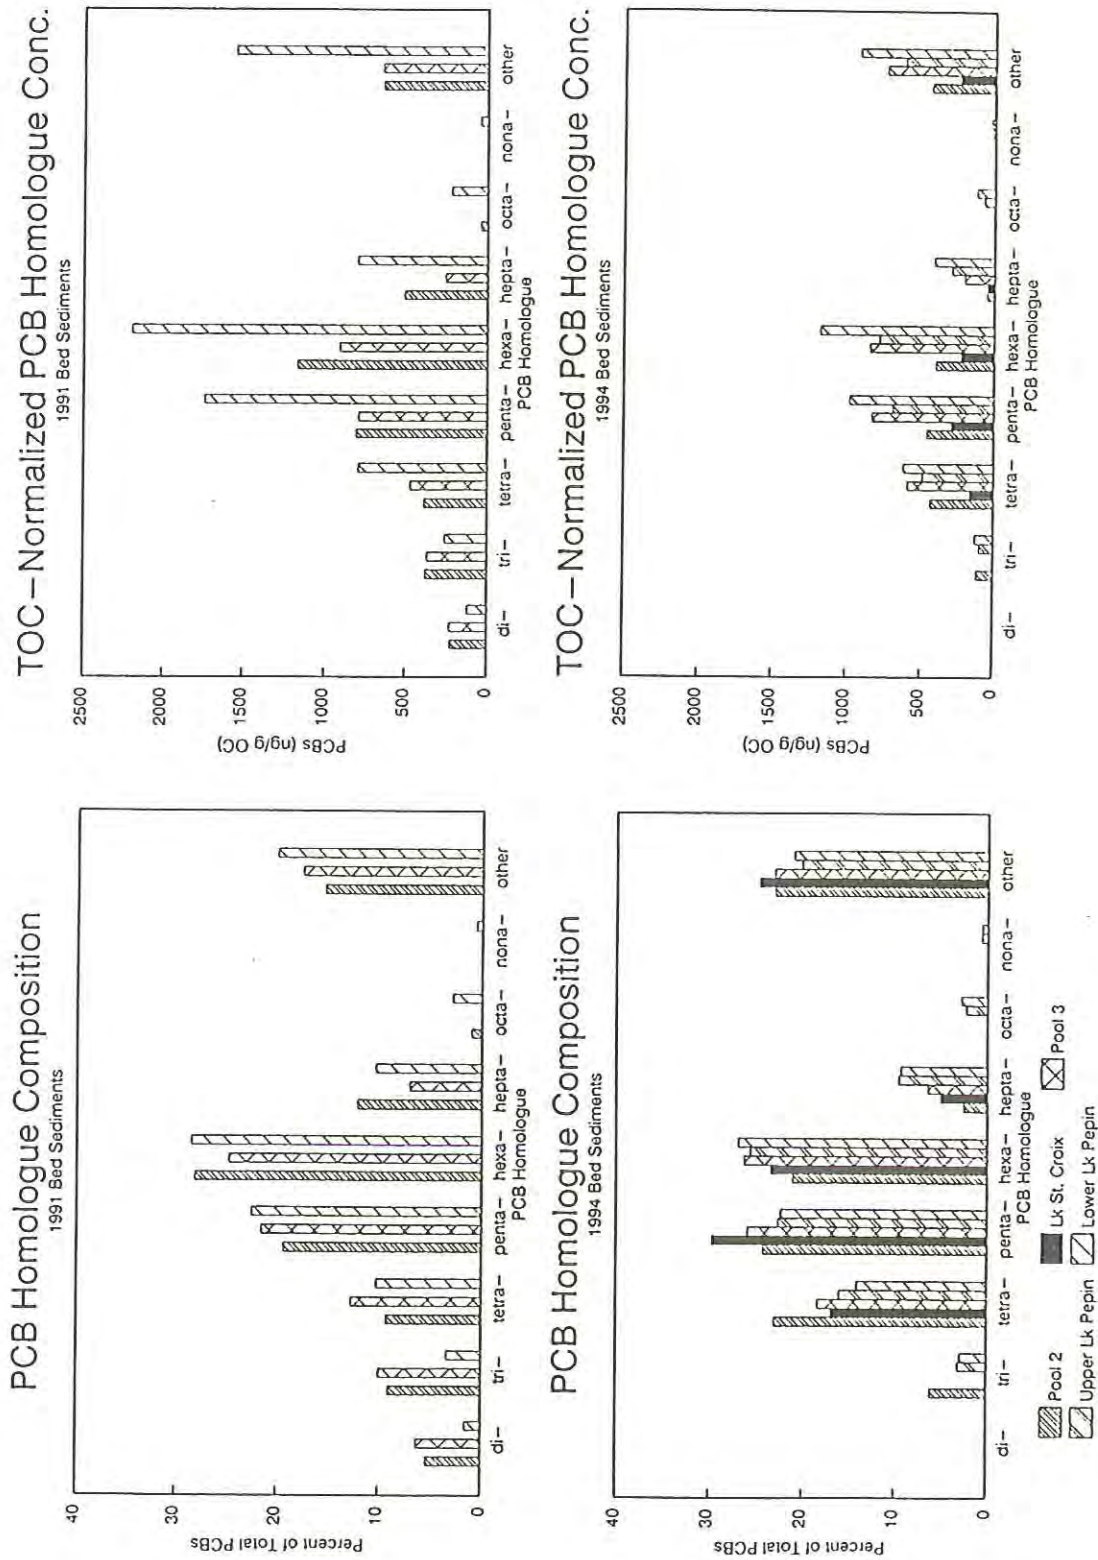 PCB Homologue Composition
1991 Bed Sediments
Percent of Total PCBs
40
30
20
10
0
di-
tri-
tetra-
penta-
hexa-
hepta-
octa-
nona-
other
PCB Homologue
TOC-Normalized PCB Homologue Conc.
1991 Bed Sediments
PCBs (ng/g OC)
2500
2000
1500
1000
500
0
di-
tri-
tetra-
penta-
hexa-
hepta-
octa-
nona-
other
PCB Homologue
PCB Homologue Composition
1994 Bed Sediments
Percent of Total PCBs
40
30
20
10
0
di-
tri-
tetra-
penta-
hexa-
hepta-
octa-
nona-
other
PCB Homologue
TOC-Normalized PCB Homologue Conc.
1994 Bed Sediments
PCBs (ng/g OC)
2500
2000
1500
1000
500
0
di-
tri-
tetra-
penta-
hexa-
hepta-
octa-
nona-
other
PCB Homologue
Pool 2
Lk St. Croix
Pool 3
Upper Lk Pepin
Lower Lk Pepin